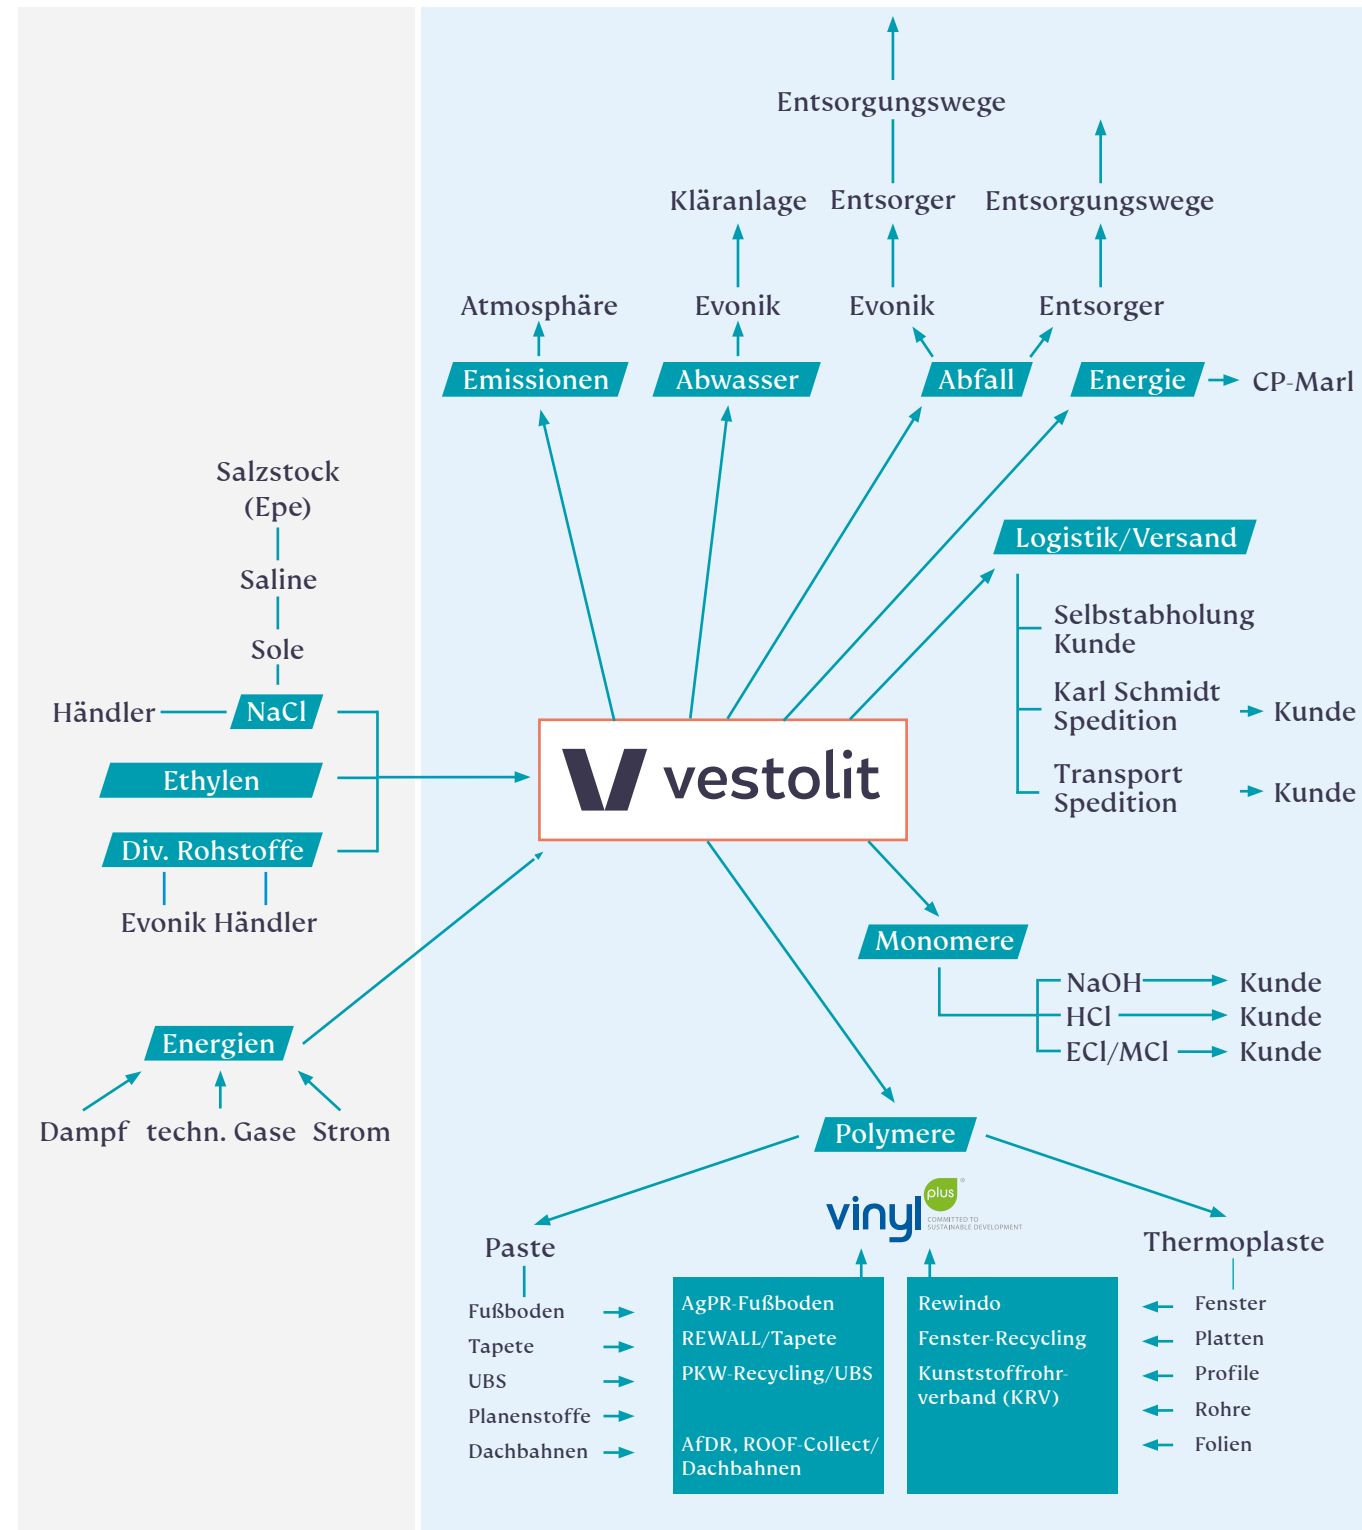 Entsorgungswege
Kläranlage
Entsorger
Entsorgungswege
Atmosphäre
Evonik
Evonik
Entsorger
Emissionen
Abwasser
Abfall
Energie
CP-Marl
Salzstock
(Epe)
Saline
Sole
Händler
NaCl
Ethylen
Div. Rohstoffe
Evonik Händler
Energien
Dampf
techn. Gase
Strom
Logistik/Versand
Selbstabholung
Kunde
Karl Schmidt
Spedition
Kunde
Transport
Spedition
Kunde
vestolit
Monomere
NaOH
Kunde
HCl
Kunde
ECl/MCl
Kunde
Polymere
vinyl
plus
®
COMMITTED TO
SUSTAINABLE DEVELOPMENT
Paste
Fußboden
Tapete
UBS
Planenstoffe
Dachbahnen
AgPR-Fußboden
REWALL/Tapete
PKW-Recycling/UBS
AfDR, ROOF-Collect/
Dachbahnen
Rewindo
Fenster-Recycling
Kunststoffrohr-
verband (KRV)
Thermoplaste
Fenster
Platten
Profile
Rohre
Folien